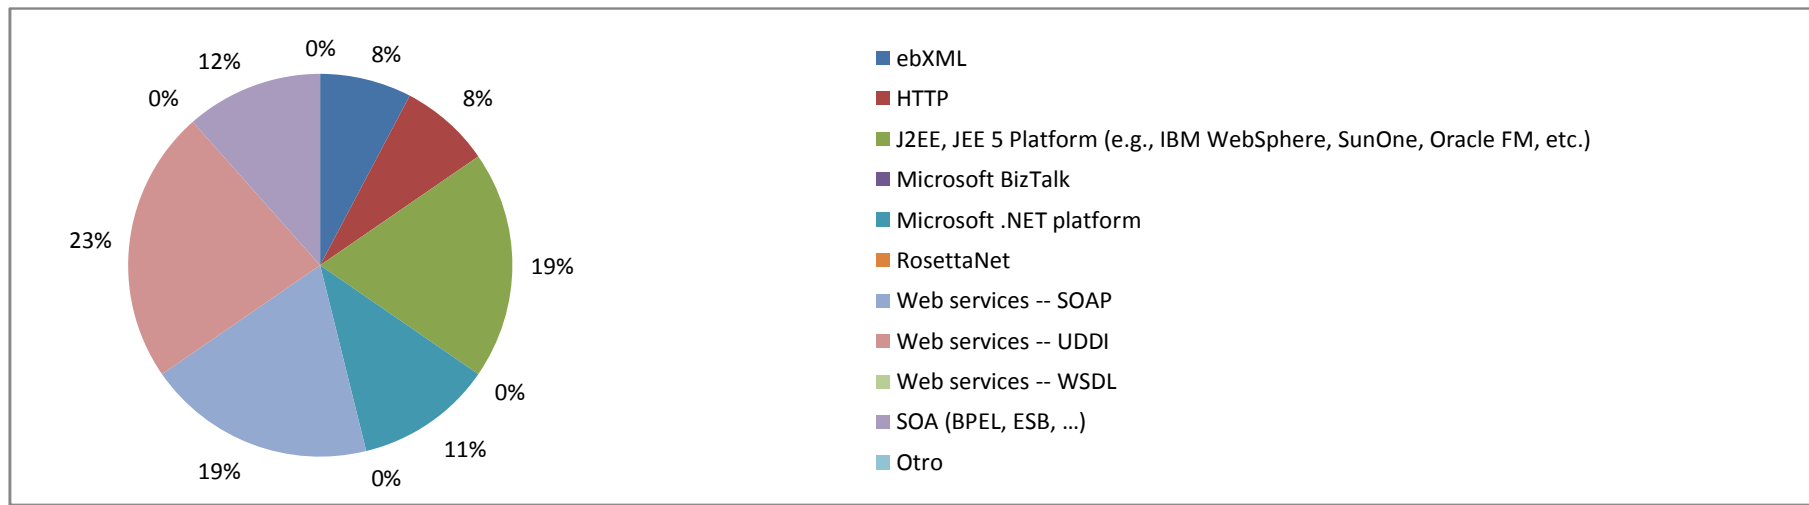 0%
8%
12%
8%
0%
23%
19%
0%
11%
19%
0%
ebXML
HTTP
J2EE, JEE 5 Platform (e.g., IBM WebSphere, SunOne, Oracle FM, etc.)
Microsoft BizTalk
Microsoft .NET platform
RosettaNet
Web services -- SOAP
Web services -- UDDI
Web services -- WSDL
SOA (BPEL, ESB, ...)
Otro